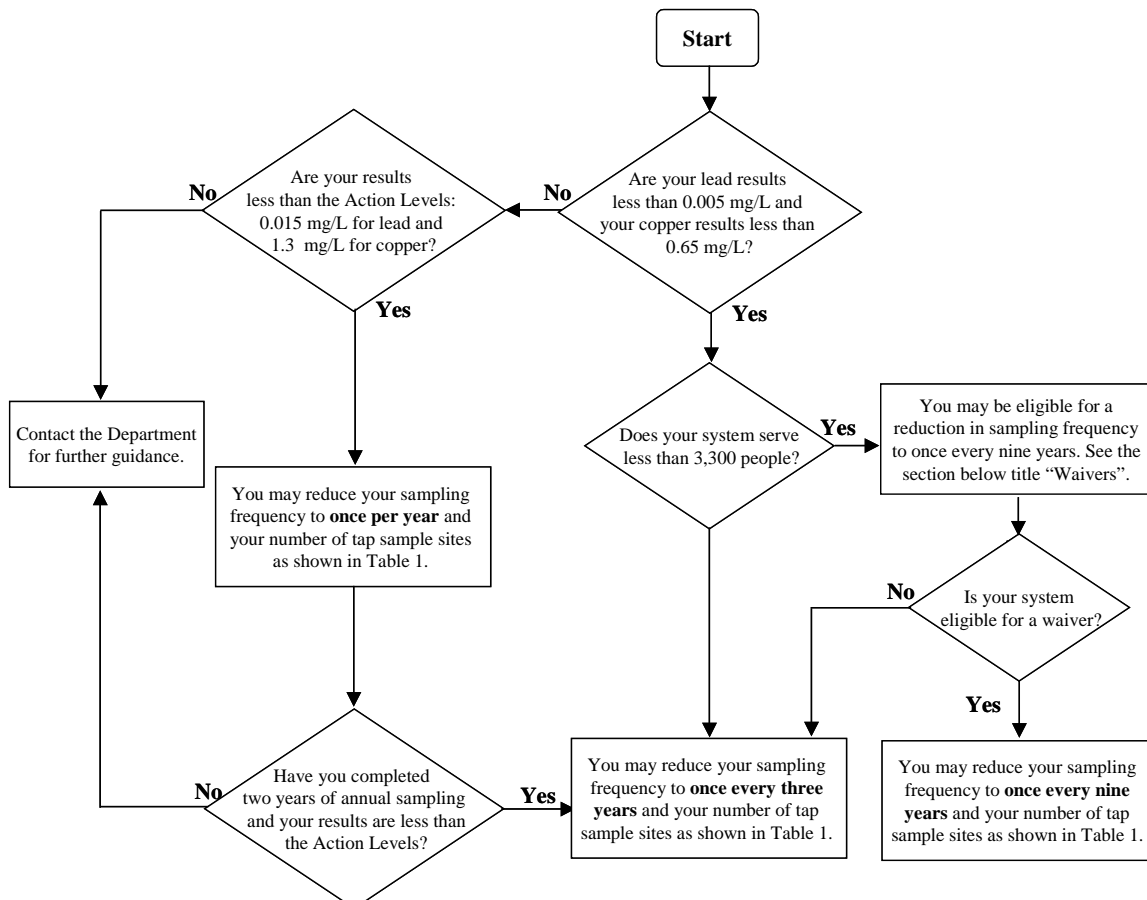 Start
Are your lead results
less than 0.005 mg/L and
your copper results less than
0.65 mg/L?
No
Are your results
less than the Action Levels:
0.015 mg/L for lead and
1.3 mg/L for copper?
No
Yes
Yes
Contact the Department
for further guidance.
You may reduce your sampling
frequency to once per year and
your number of tap sample sites
as shown in Table 1.
Does your system serve
less than 3,300 people?
Yes
You may be eligible for a
reduction in sampling frequency
to once every nine years. See the
section below title “Waivers”.
Is your system
eligible for a waiver?
No
Yes
Have you completed
two years of annual sampling
and your results are less than
the Action Levels?
No
Yes
You may reduce your sampling
frequency to once every three
years and your number of tap
sample sites as shown in Table 1.
You may reduce your sampling
frequency to once every nine
years and your number of tap
sample sites as shown in Table 1.